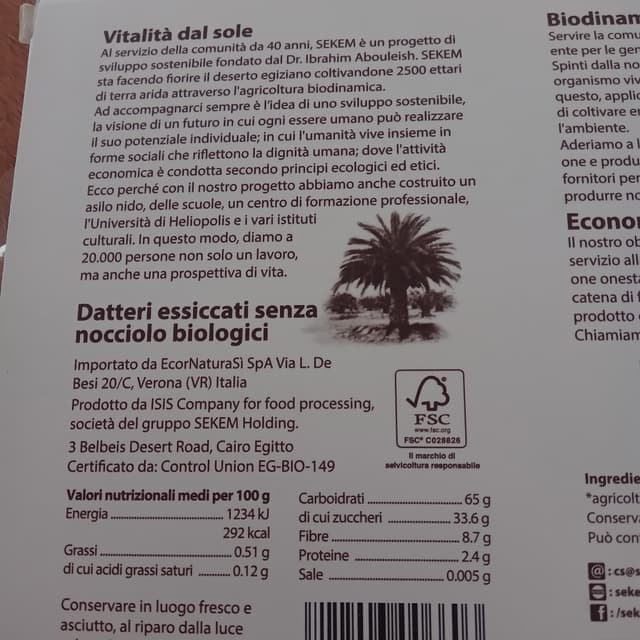 Vitalità dal sole
Al servizio della comunità da 40 anni, SEKEM è un progetto di
sviluppo sostenibile fondato dal Dr. Ibrahim Abouleish. SEKEM
sta facendo fiorire il deserto egiziano coltivandone 2500 ettari
di terra arida attraverso l'agricoltura biodinamica.
Ad accompagnarci sempre è l'idea di uno sviluppo sostenibile,
la visione di un futuro in cui ogni essere umano può realizzare
il suo potenziale individuale; in cui l'umanità vive insieme in
forme sociali che riflettono la dignità umana; dove l'attività
economica è condotta secondo principi ecologici ed etici.
Ecco perché con il nostro progetto abbiamo anche costruito un
asilo nido, delle scuole, un centro di formazione professionale,
l'Università di Heliopolis e i vari istituti
culturali. In questo modo, diamo a
20.000 persone non solo un lavoro,
ma anche una prospettiva di vita.
Datteri essiccati senza
nocciolo biologici
Importato da EcorNaturaSì SpA Via L. De
Besi 20/C, Verona (VR) Italia
Prodotto da ISIS Company for food processing,
società del gruppo SEKEM Holding.
3 Belbeis Desert Road, Cairo Egitto
Certificato da: Control Union EG-BIO-149
FSC
www.fsc.org
FSC® C028826
Il marchio di
selvicoltura responsabile
Valori nutrizionali medi per 100 g
Energia 1234 kJ
292 kcal
Grassi 0.51 g
di cui acidi grassi saturi 0.12 g
Carboidrati 65 g
di cui zuccheri 33.6 g
Fibre 8.7 g
Proteine 2.4 g
Sale 0.005 g
Conservare in luogo fresco e
asciutto, al riparo dalla luce
Biodinam
Servire la comu
ente per le gen
Spinti dalla no
organismo viv
questo, applic
di coltivare e
l'ambiente.
Aderiamo a l
one e produ
fornitori per
produrre no
Econo
Il nostro ob
servizio all
one onest
catena di f
prodotto
Chiamiam
Ingredie
*agricolt
Conserva
Può con
@ : cs@s
: seke
f : /sek